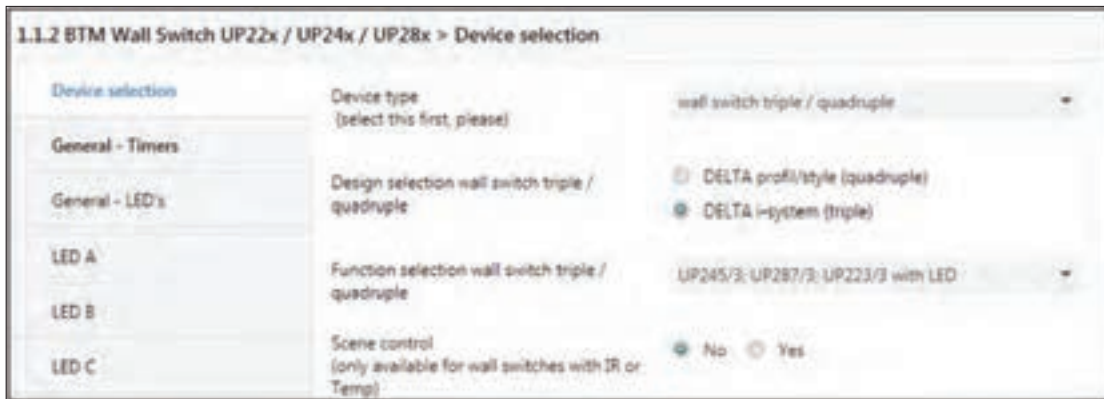 1.1.2 BTM Wall Switch UP22x / UP24x / UP28x > Device selection
Device selection
General - Timers
General - LED's
LED A
LED B
LED C
Device type
(select this first, please)
wall switch triple / quadruple
Design selection wall switch triple /
quadruple
DELTA profil/style (quadruple)
DELTA i-system (triple)
Function selection wall switch triple /
quadruple
UP245/3; UP287/3; UP223/3 with LED
Scene control
(only available for wall switches with IR or
Temp)
No Yes